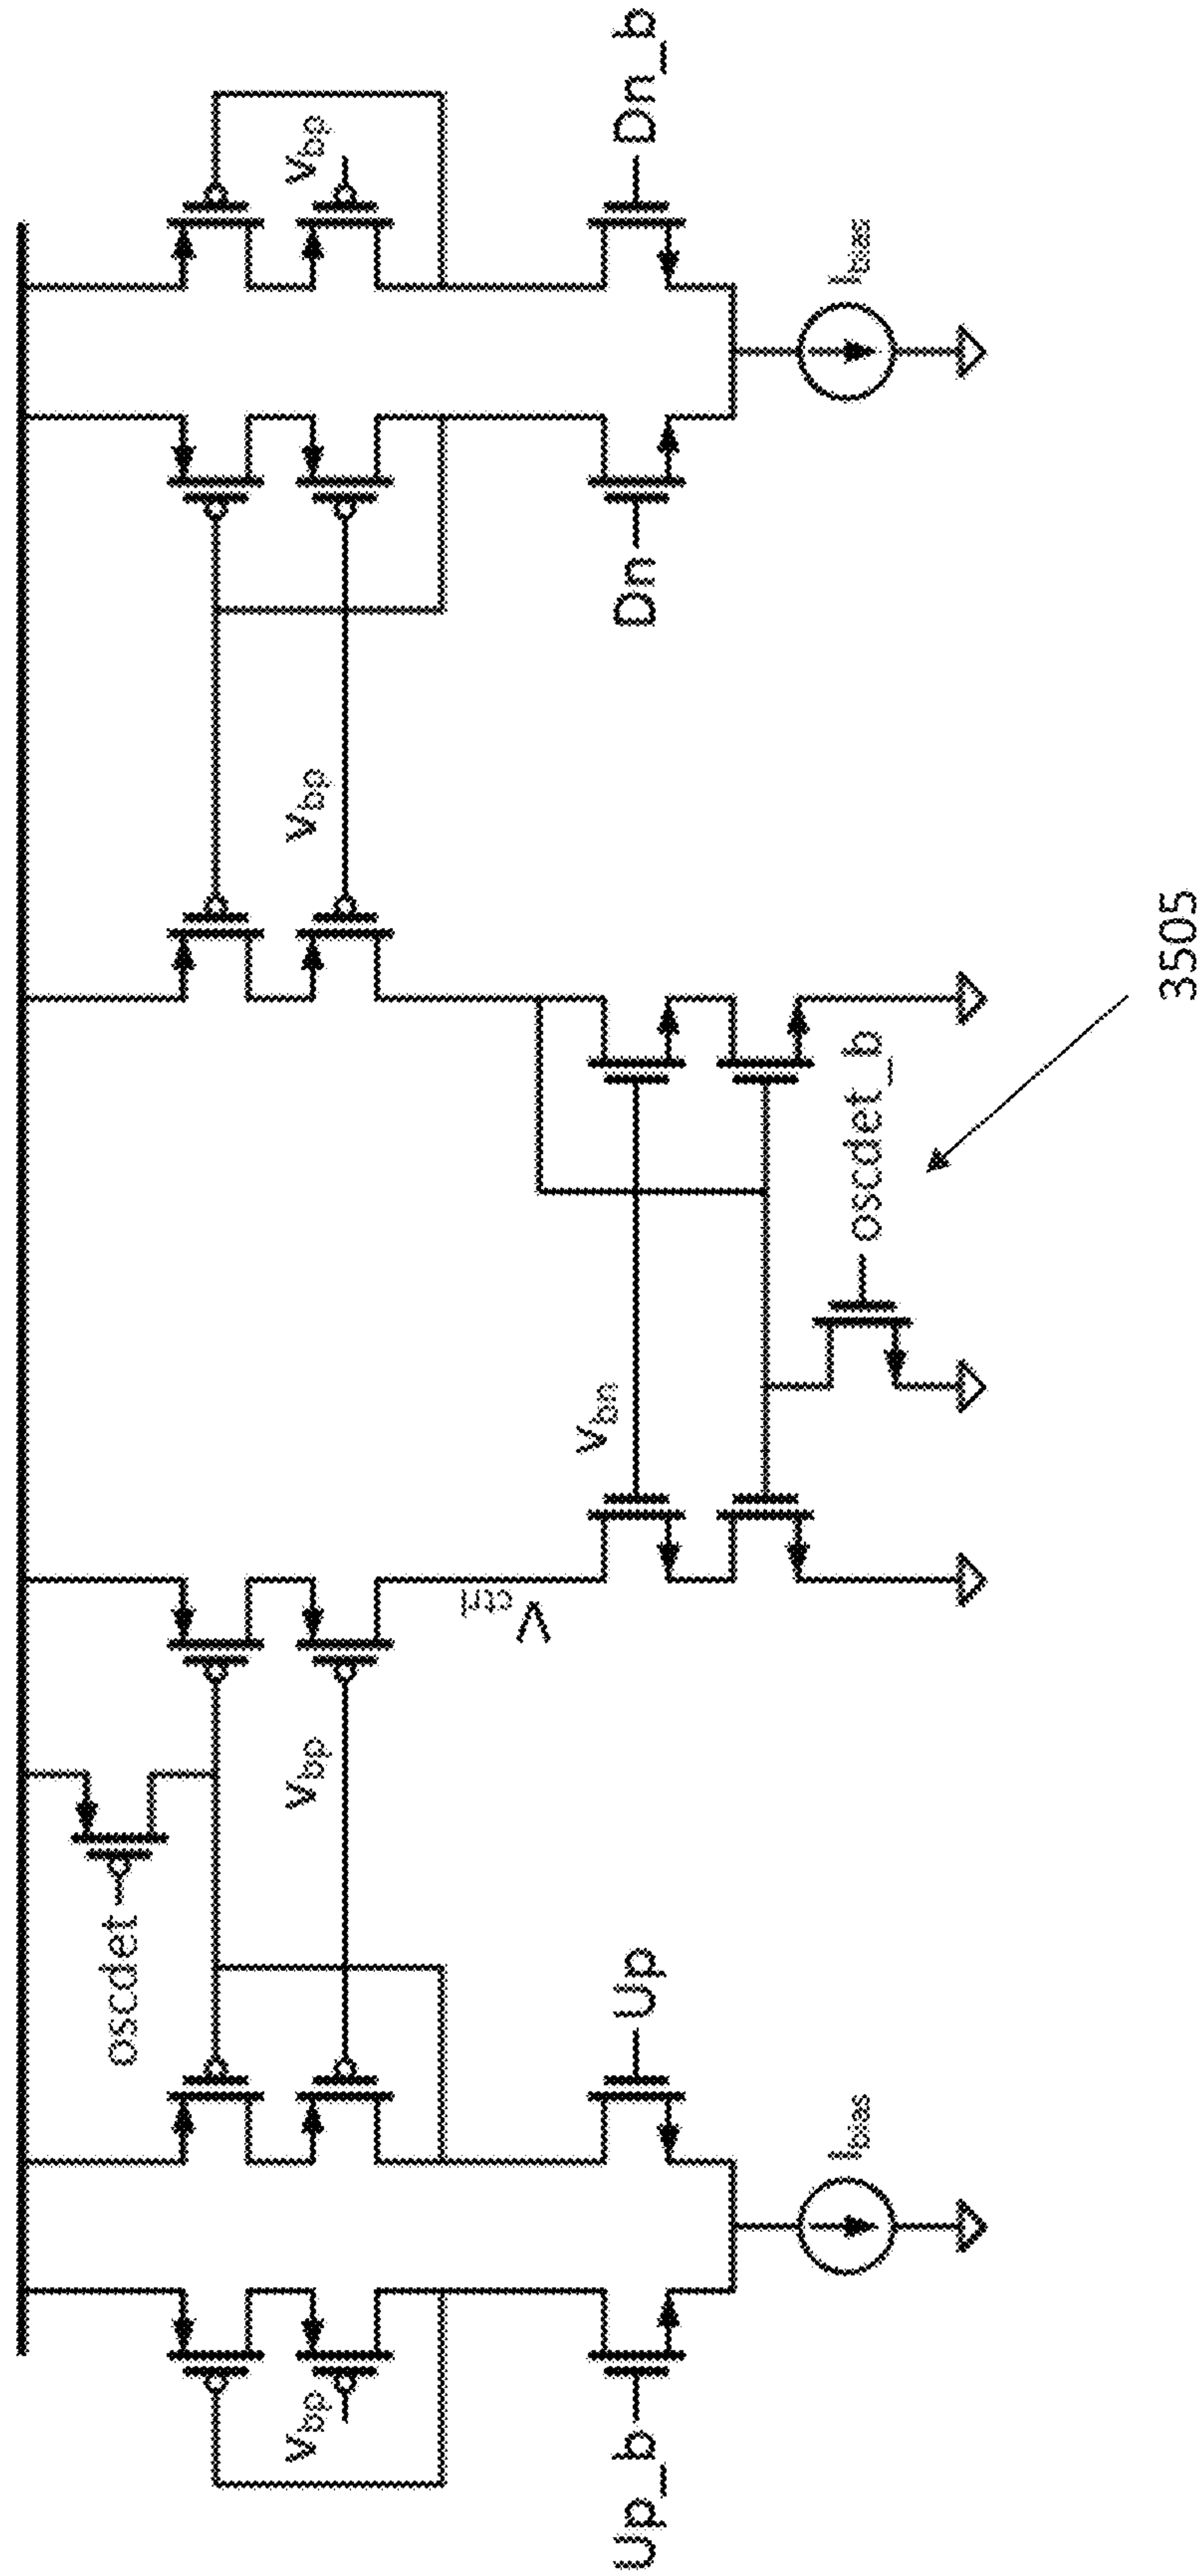 Up_b
Vbp
Ibias
Up
oscdet
Vbp
Vctrl
Vbn
oscdet_b
3505
Vbp
Dn
Ibias
Vbp
Dn_b